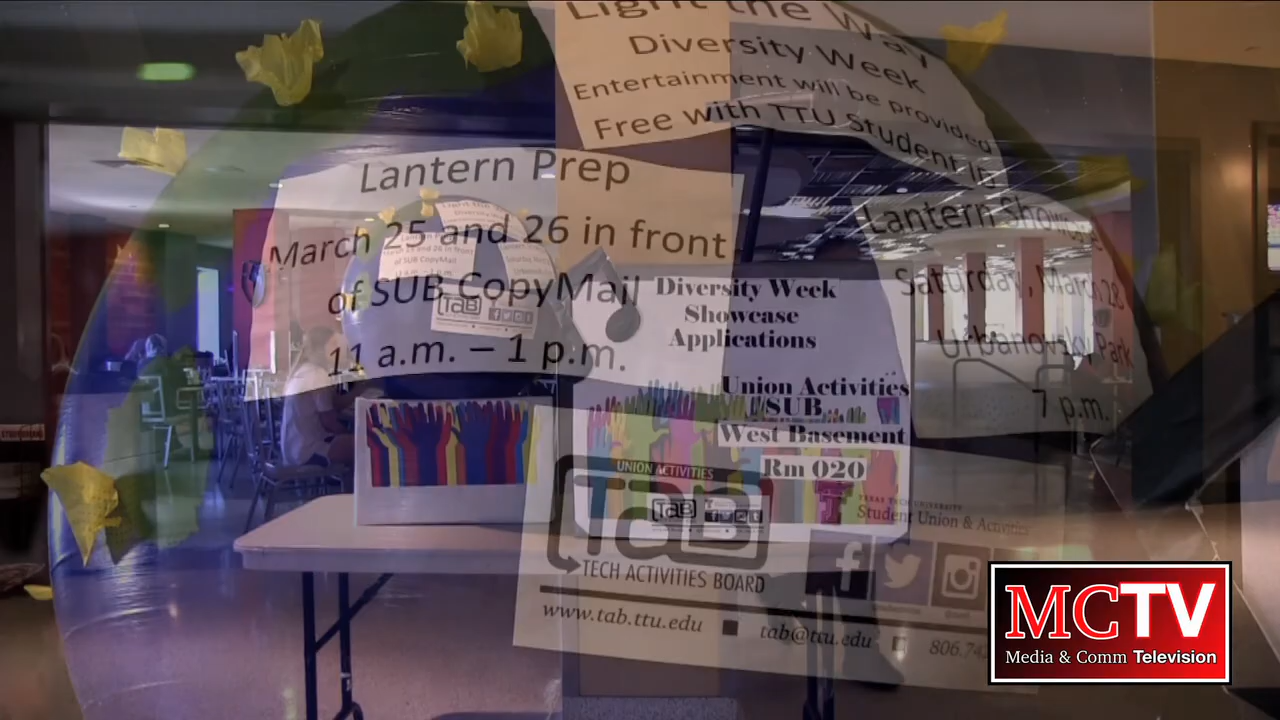 Light the Way
Diversity Week
Entertainment will be provided
Free with TTU Student ID
Lantern Prep
March 25 and 26 in front
of SUB CopyMail
11 a.m. – 1 p.m.
Lantern Showcase
Saturday, March 28
Urbanovsky Park
7 p.m.
Diversity Week
Showcase
Applications
Union Activities
SUB
West Basement
Rm 020
UNION ACTIVITIES
TaB
TaB
TECH ACTIVITIES BOARD
TEXAS TECH UNIVERSITY
Student Union & Activities
www.tab.ttu.edu ■ tab@ttu.edu
806.74
MCTV
Media & Comm Television